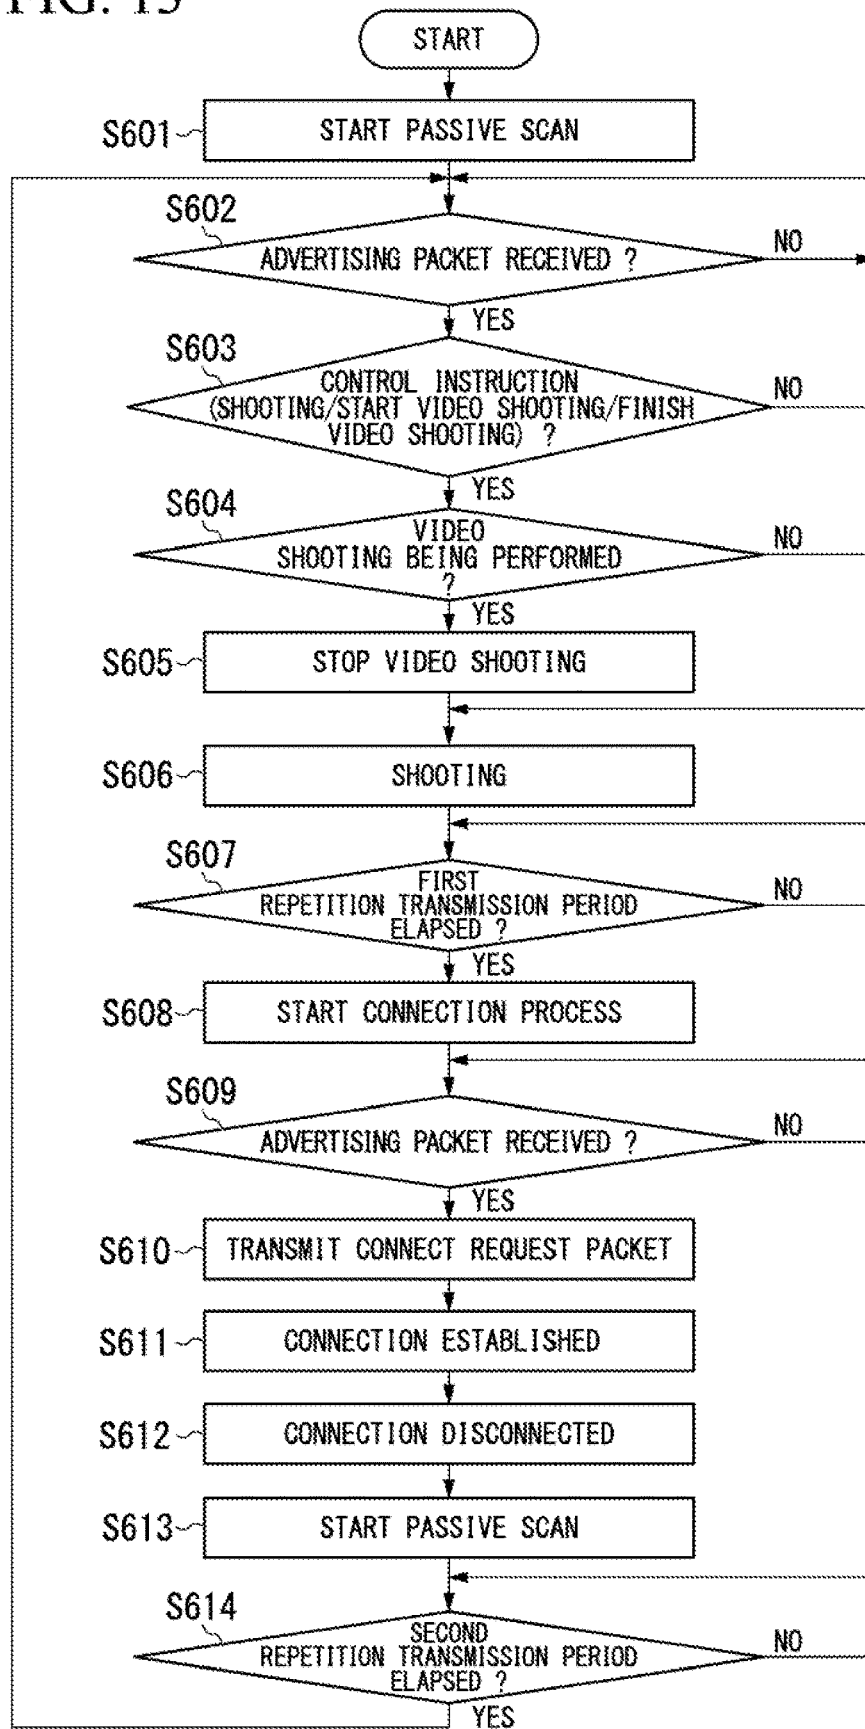 FIG. 15
START
S601
START PASSIVE SCAN
S602
ADVERTISING PACKET RECEIVED ?
NO
YES
S603
CONTROL INSTRUCTION
(SHOOTING/START VIDEO SHOOTING/FINISH
VIDEO SHOOTING) ?
NO
YES
S604
VIDEO
SHOOTING BEING PERFORMED
?
NO
YES
S605
STOP VIDEO SHOOTING
S606
SHOOTING
S607
FIRST
REPETITION TRANSMISSION PERIOD
ELAPSED ?
NO
YES
S608
START CONNECTION PROCESS
S609
ADVERTISING PACKET RECEIVED ?
NO
YES
S610
TRANSMIT CONNECT REQUEST PACKET
S611
CONNECTION ESTABLISHED
S612
CONNECTION DISCONNECTED
S613
START PASSIVE SCAN
S614
SECOND
REPETITION TRANSMISSION PERIOD
ELAPSED ?
NO
YES